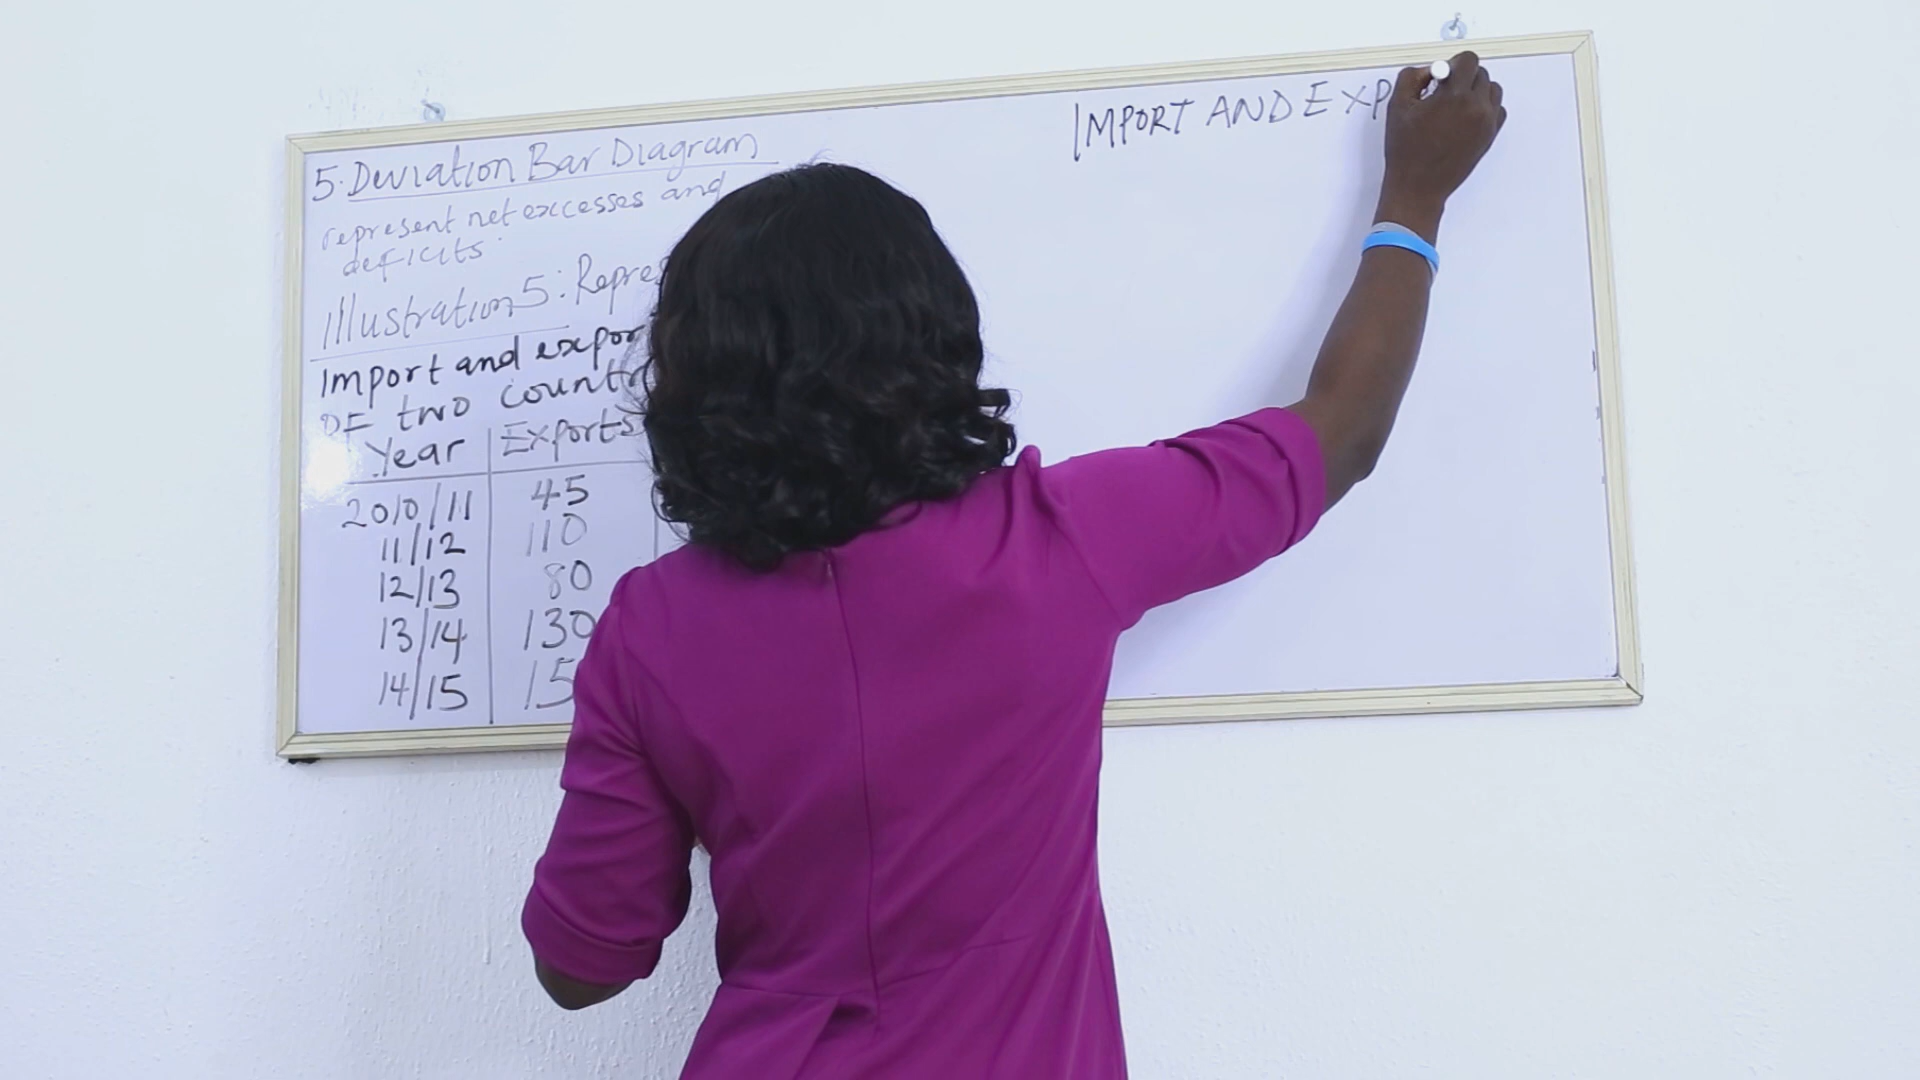 5. Deviation Bar Diagram
represent net excesses and
deficits.
Illustration 5: Repres
Import and expor
OF two countr
Year Exports
2010/11 45
11/12 110
12/13 80
13/14 130
14/15 15
IMPORT AND EXP